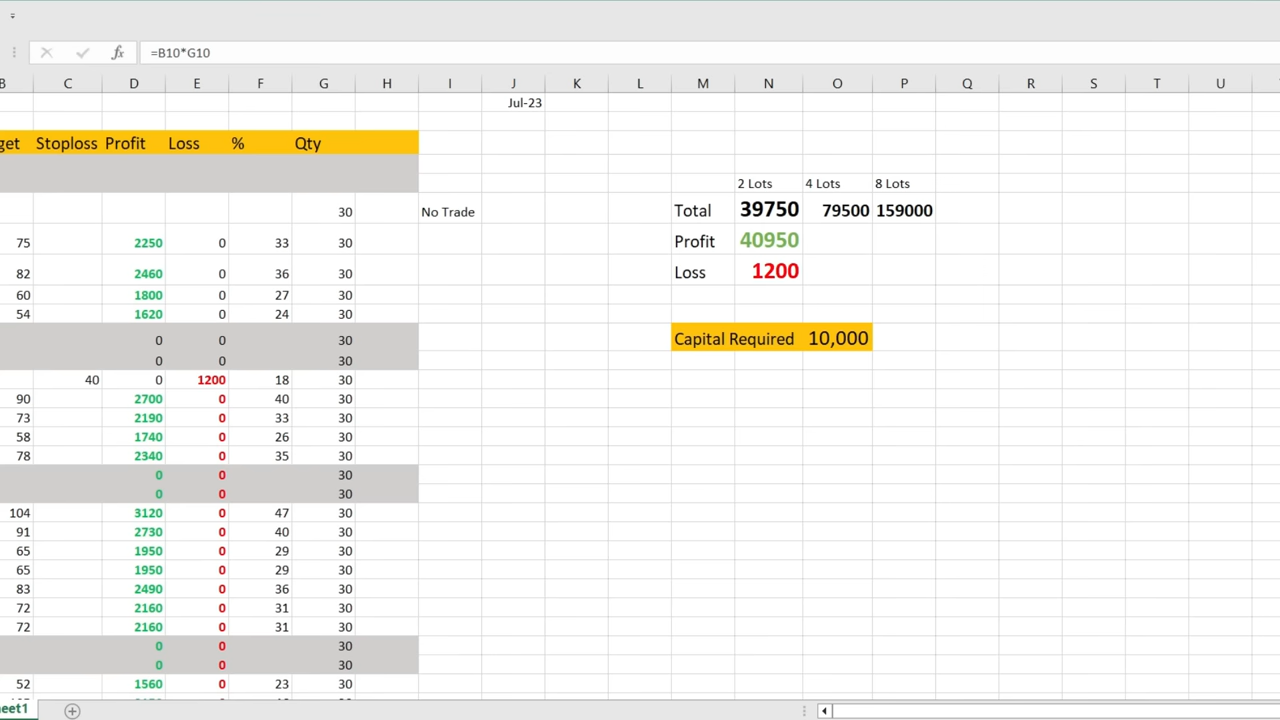 fx =B10*G10
B C D E F G H I J K L M N O P Q R S T U
Jul-23
get Stoploss Profit Loss % Qty
2 Lots 4 Lots 8 Lots
30 No Trade Total 39750 79500 159000
75 2250 0 33 30 Profit 40950
82 2460 0 36 30 Loss 1200
60 1800 0 27 30
54 1620 0 24 30
0 0 30 Capital Required 10,000
0 0 30
40 0 1200 18 30
90 2700 0 40 30
73 2190 0 33 30
58 1740 0 26 30
78 2340 0 35 30
0 0 30
0 0 30
104 3120 0 47 30
91 2730 0 40 30
65 1950 0 29 30
65 1950 0 29 30
83 2490 0 36 30
72 2160 0 31 30
72 2160 0 31 30
0 0 30
0 0 30
52 1560 0 23 30
eet1